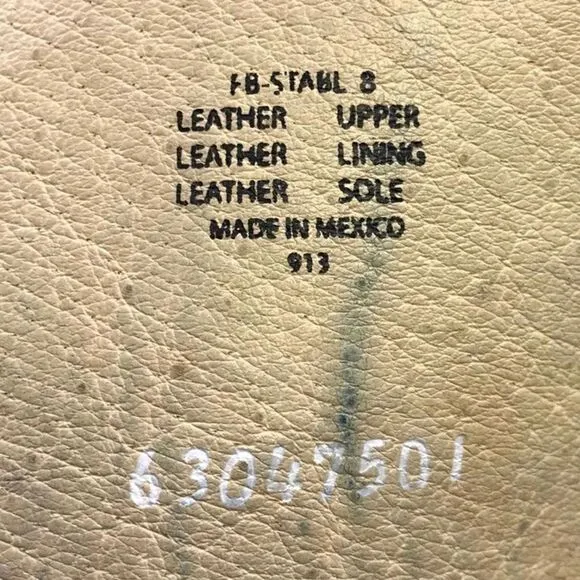 FB-STABL 8
LEATHER UPPER
LEATHER LINING
LEATHER SOLE
MADE IN MEXICO
913
63047501